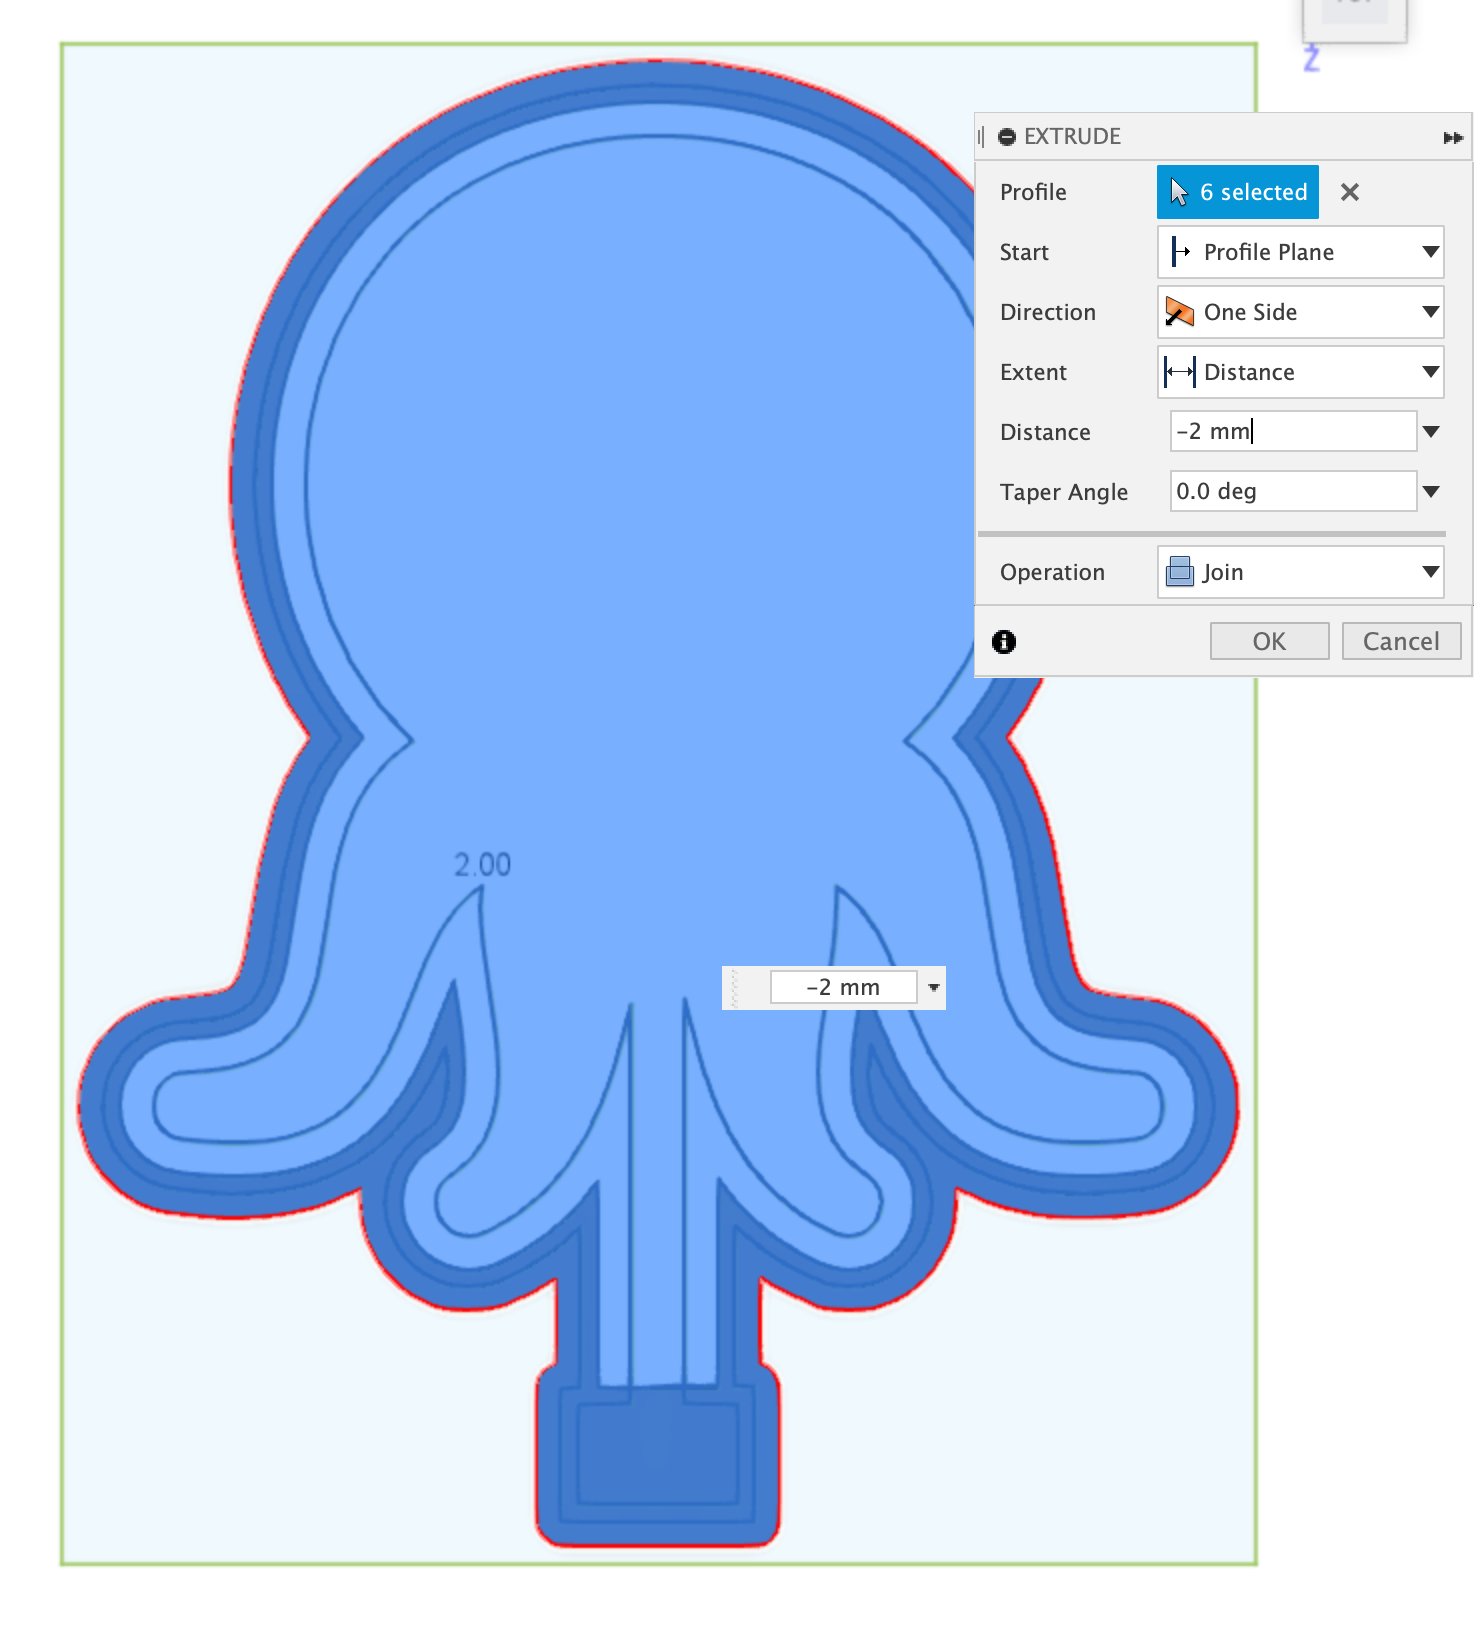 Z
EXTRUDE
Profile 6 selected
Start Profile Plane
Direction One Side
Extent Distance
Distance -2 mm
Taper Angle 0.0 deg
Operation Join
OK Cancel
2.00
-2 mm